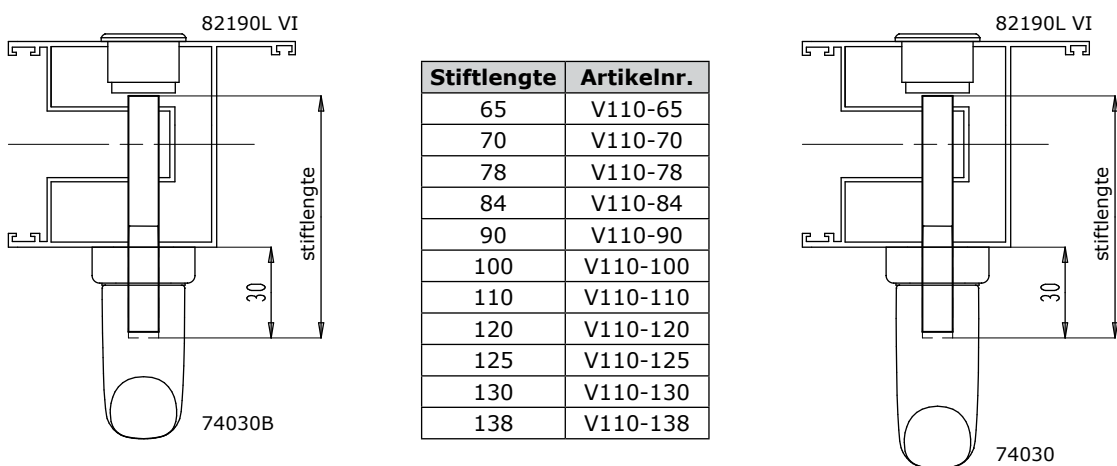 82190L VI
stiftlengte
30
74030B
Stiftlengte Artikelnr.
65 V110-65
70 V110-70
78 V110-78
84 V110-84
90 V110-90
100 V110-100
110 V110-110
120 V110-120
125 V110-125
130 V110-130
138 V110-138
82190L VI
stiftlengte
30
74030